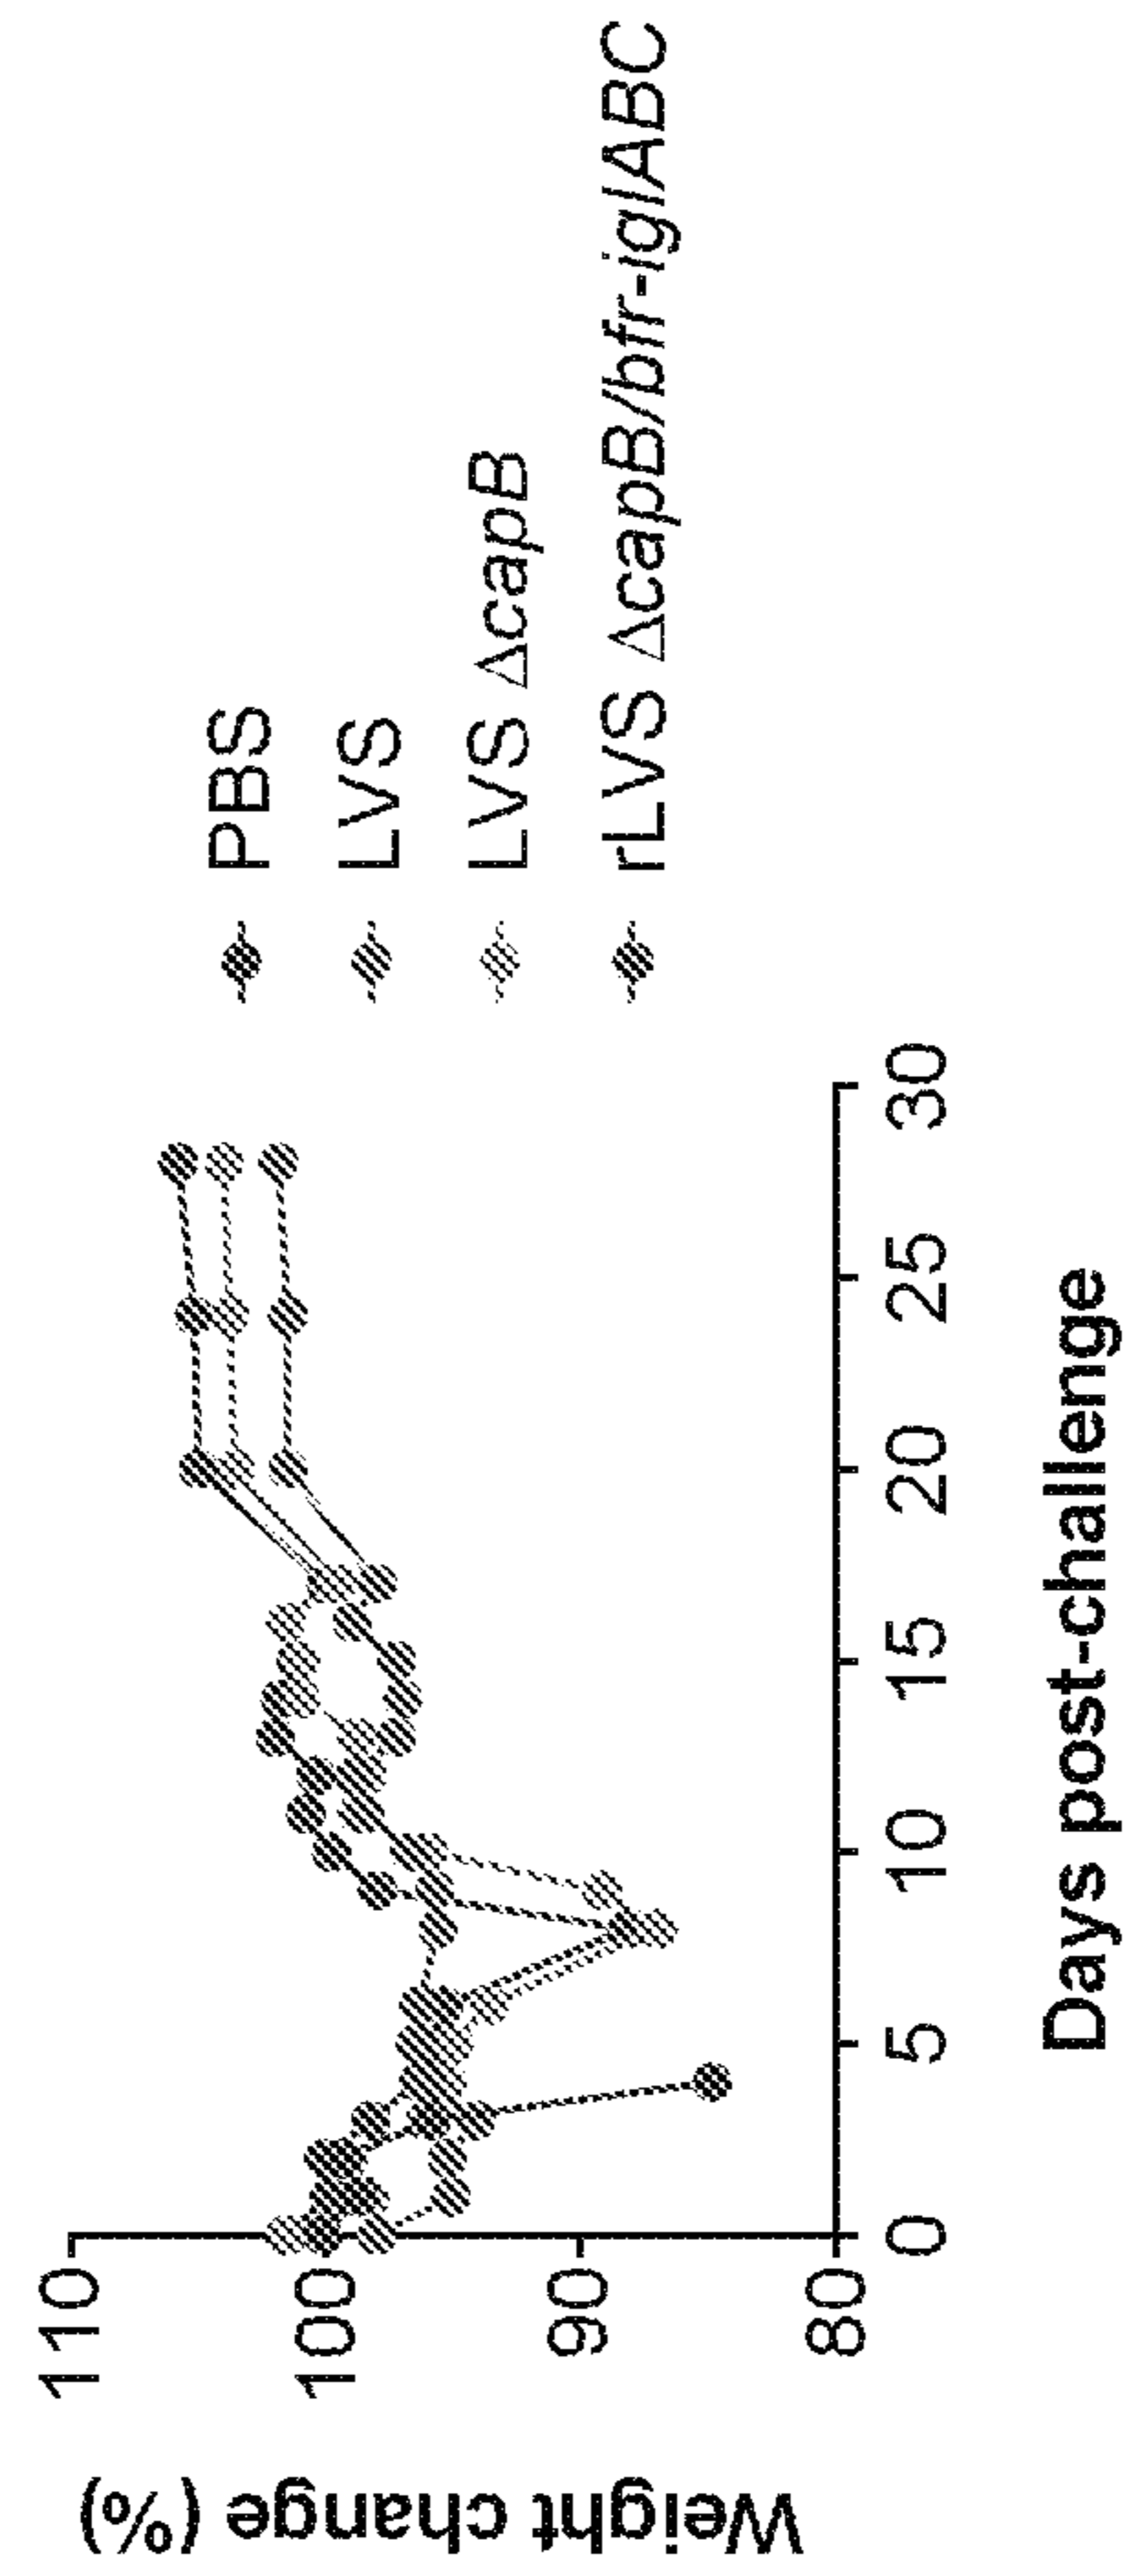 Weight change (%)
110
100
90
80
0 5 10 15 20 25 30
Days post-challenge
PBS
LVS
LVS ΔcapB
rLVS ΔcapB/bfr-iglABC